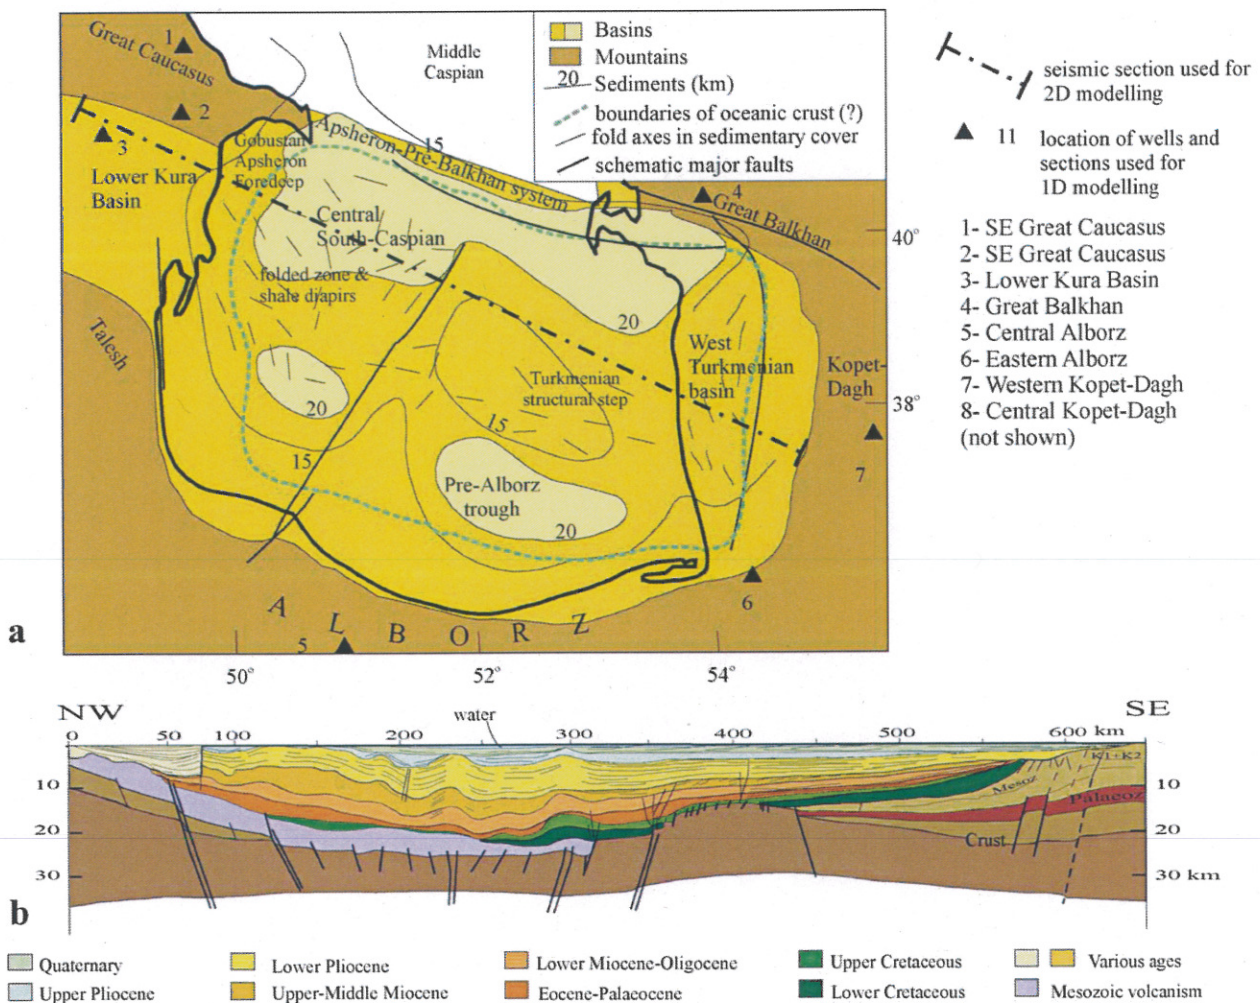 1
Great Caucasus
2
3
Lower Kura
Basin
Gobustan
Apsheron
Foredeep
Middle
Caspian
15
Apsheron-Pre-Balkhan system
Central
South-Caspian
folded zone &
shale diapirs
Talesh
20
15
20
West
Turkmenian
basin
Turkmenian
structural step
15
Pre-Alborz
trough
20
4
Great Balkhan
Kopet-
Dagh
7
6
A L B O R Z
5
40°
38°
50°
52°
54°
a
Basins
Mountains
20 Sediments (km)
boundaries of oceanic crust (?)
fold axes in sedimentary cover
schematic major faults
seismic section used for
2D modelling
11 location of wells and
sections used for
1D modelling
1- SE Great Caucasus
2- SE Great Caucasus
3- Lower Kura Basin
4- Great Balkhan
5- Central Alborz
6- Eastern Alborz
7- Western Kopet-Dagh
8- Central Kopet-Dagh
(not shown)
NW
water
SE
0 50 100 200 300 400 500 600 km
10
20
30
K1+K2
Mesoz
Palaeoz
Crust
10
20
30 km
b
Quaternary
Upper Pliocene
Lower Pliocene
Upper-Middle Miocene
Lower Miocene-Oligocene
Eocene-Palaeocene
Upper Cretaceous
Lower Cretaceous
Various ages
Mesozoic volcanism